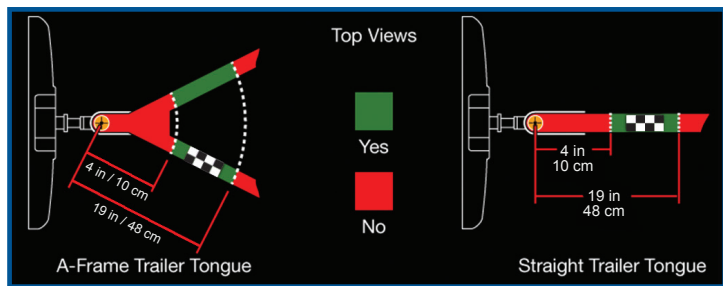 Top Views
Yes
No
4 in / 10 cm
19 in / 48 cm
A-Frame Trailer Tongue
4 in
10 cm
19 in
48 cm
Straight Trailer Tongue